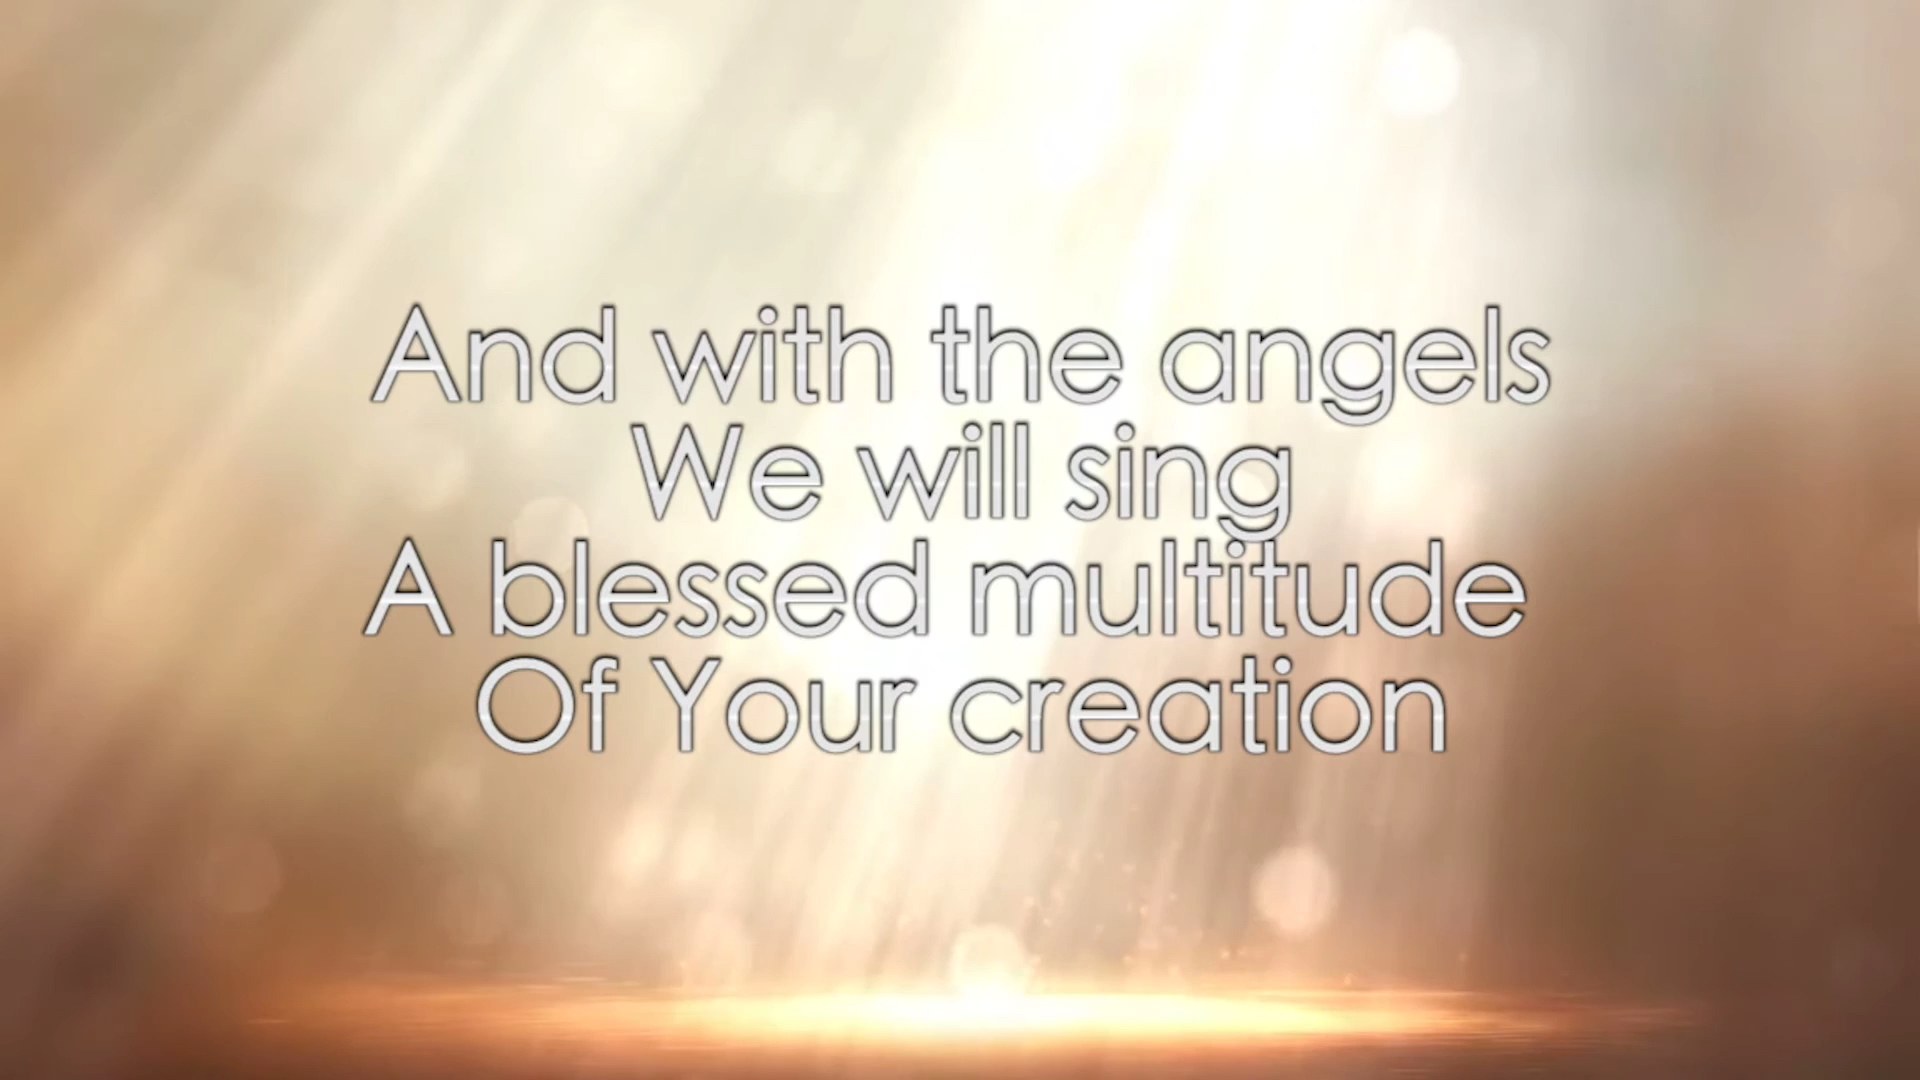 And with the angels
We will sing
A blessed multitude
Of Your creation